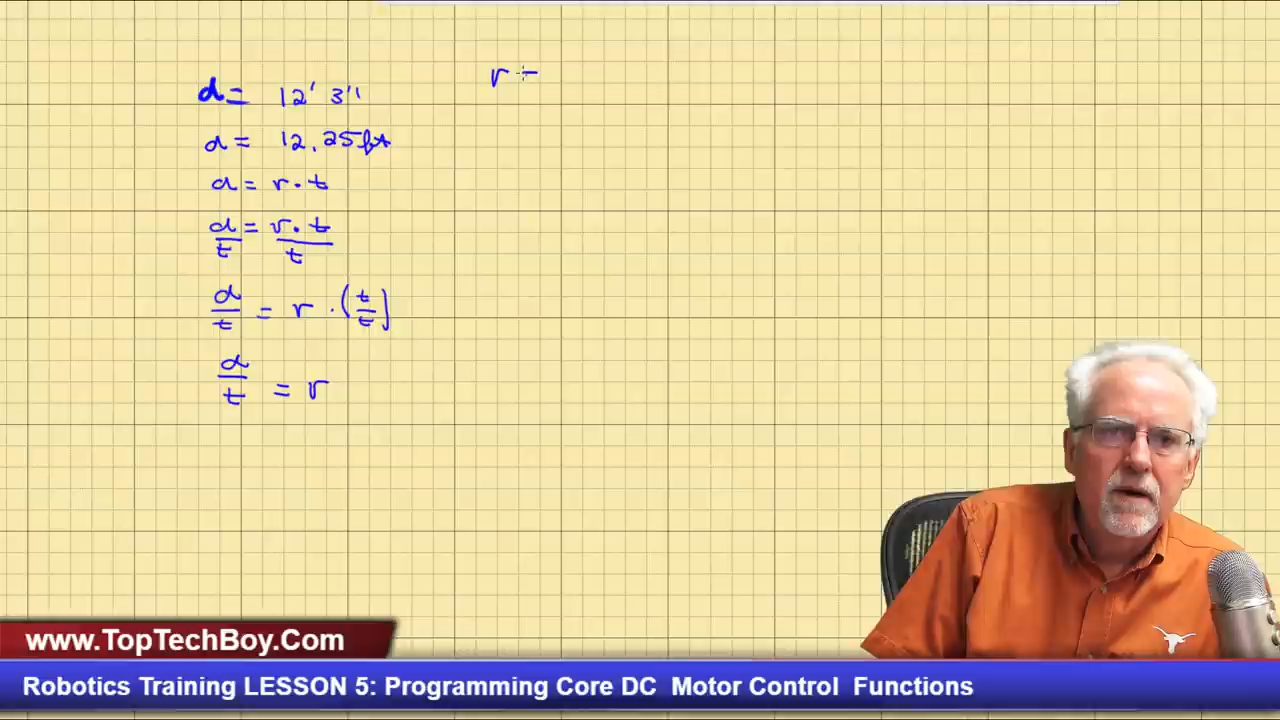 d = 12' 3"
d = 12.25 ft
d = r · t
d/t = r · t/t
d/t = r · (t/t)
d/t = r
r =
www.TopTechBoy.Com
Robotics Training LESSON 5: Programming Core DC Motor Control Functions